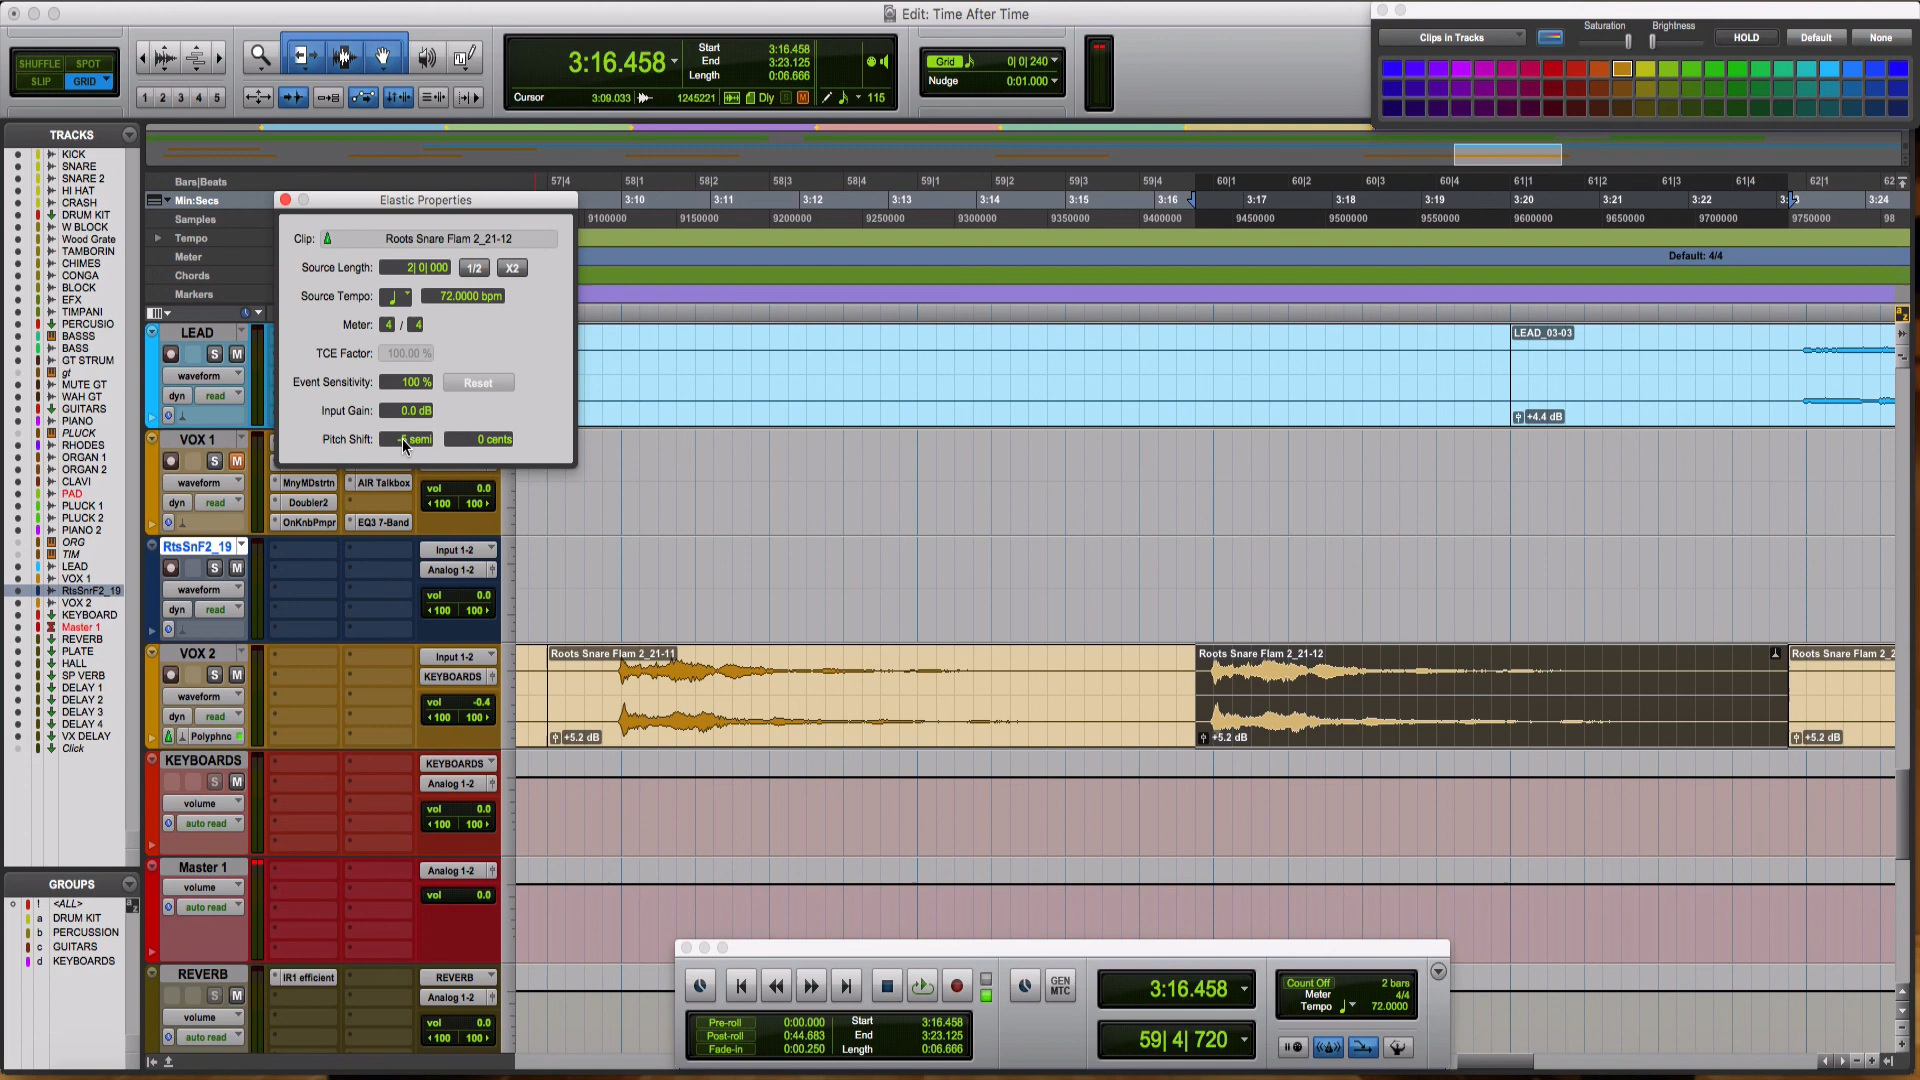 Edit: Time After Time
Saturation
Brightness
Clips in Tracks
HOLD
Default
None
SHUFFLE
SPOT
SLIP
GRID
1 2 3 4 5
3:16.458
Start 3:16.458
End 3:23.125
Length 0:06.666
Cursor 3:09.033 1245221 Dly S M 115
Grid 0| 0| 240
Nudge 0:01.000
TRACKS
KICK
SNARE
SNARE 2
HI HAT
CRASH
DRUM KIT
W BLOCK
Wood Grate
TAMBORIN
CHIMES
CONGA
BLOCK
EFX
TIMPANI
PERCUSIO
BASSS
BASS
GT STRUM
gt
MUTE GT
WAH GT
GUITARS
PIANO
PLUCK
RHODES
ORGAN 1
ORGAN 2
CLAVI
PAD
PLUCK 1
PLUCK 2
PIANO 2
ORG
TIM
LEAD
VOX 1
RtsSnrF2_19
VOX 2
KEYBOARD
Master 1
REVERB
PLATE
HALL
SP VERB
DELAY 1
DELAY 2
DELAY 3
DELAY 4
VX DELAY
Click
GROUPS
! <ALL>
a DRUM KIT
b PERCUSSION
c GUITARS
d KEYBOARDS
Bars|Beats 57|4 58|1 58|2 58|3 58|4 59|1 59|2 59|3 59|4 60|1 60|2 60|3 60|4 61|1 61|2 61|3 61|4 62|1 62
Min:Secs 3:10 3:11 3:12 3:13 3:14 3:15 3:16 3:17 3:18 3:19 3:20 3:21 3:22 3:24
Samples 9100000 9150000 9200000 9250000 9300000 9350000 9400000 9450000 9500000 9550000 9600000 9650000 9700000 9750000 98
Tempo
Meter Default: 4/4
Chords
Markers
Elastic Properties
Clip: Roots Snare Flam 2_21-12
Source Length: 2| 0| 000 1/2 X2
Source Tempo: 72.0000 bpm
Meter: 4 / 4
TCE Factor: 100.00 %
Event Sensitivity: 100 % Reset
Input Gain: 0.0 dB
Pitch Shift: semi 0 cents
LEAD
S M
waveform
dyn read
LEAD_03-03
+4.4 dB
VOX 1
S M
waveform
dyn read
MnyMDstrtn AIR Talkbox
Doubler2
OnKnbPmpr EQ3 7-Band
vol 0.0
100 100
RtsSnF2_19
S M
waveform
dyn read
Input 1-2
Analog 1-2
vol 0.0
100 100
VOX 2
S M
waveform
dyn read
Polyphnc
Input 1-2
KEYBOARDS
vol -0.4
100 100
Roots Snare Flam 2_21-11
+5.2 dB
Roots Snare Flam 2_21-12
+5.2 dB
Roots Snare Flam 2_2
+5.2 dB
KEYBOARDS
S M
volume
auto read
KEYBOARDS
Analog 1-2
vol 0.0
100 100
Master 1
volume
auto read
Analog 1-2
vol 0.0
REVERB
S M
volume
auto read
IR1 efficient
REVERB
Analog 1-2
vol 0.0
100 100
GEN
MTC
3:16.458
59| 4| 720
Pre-roll 0:00.000
Post-roll 0:44.683
Fade-in 0:00.250
Start 3:16.458
End 3:23.125
Length 0:06.666
Count Off 2 bars
Meter 4/4
Tempo 72.0000